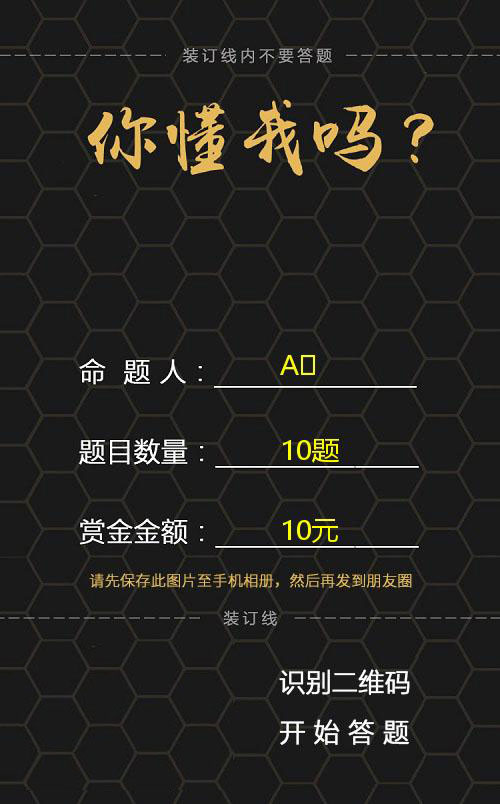 装订线内不要答题
你懂我吗？
命 题 人：A
题目数量：10题
赏金金额：10元
请先保存此图片至手机相册，然后再发到朋友圈
装订线
识别二维码
开始答题